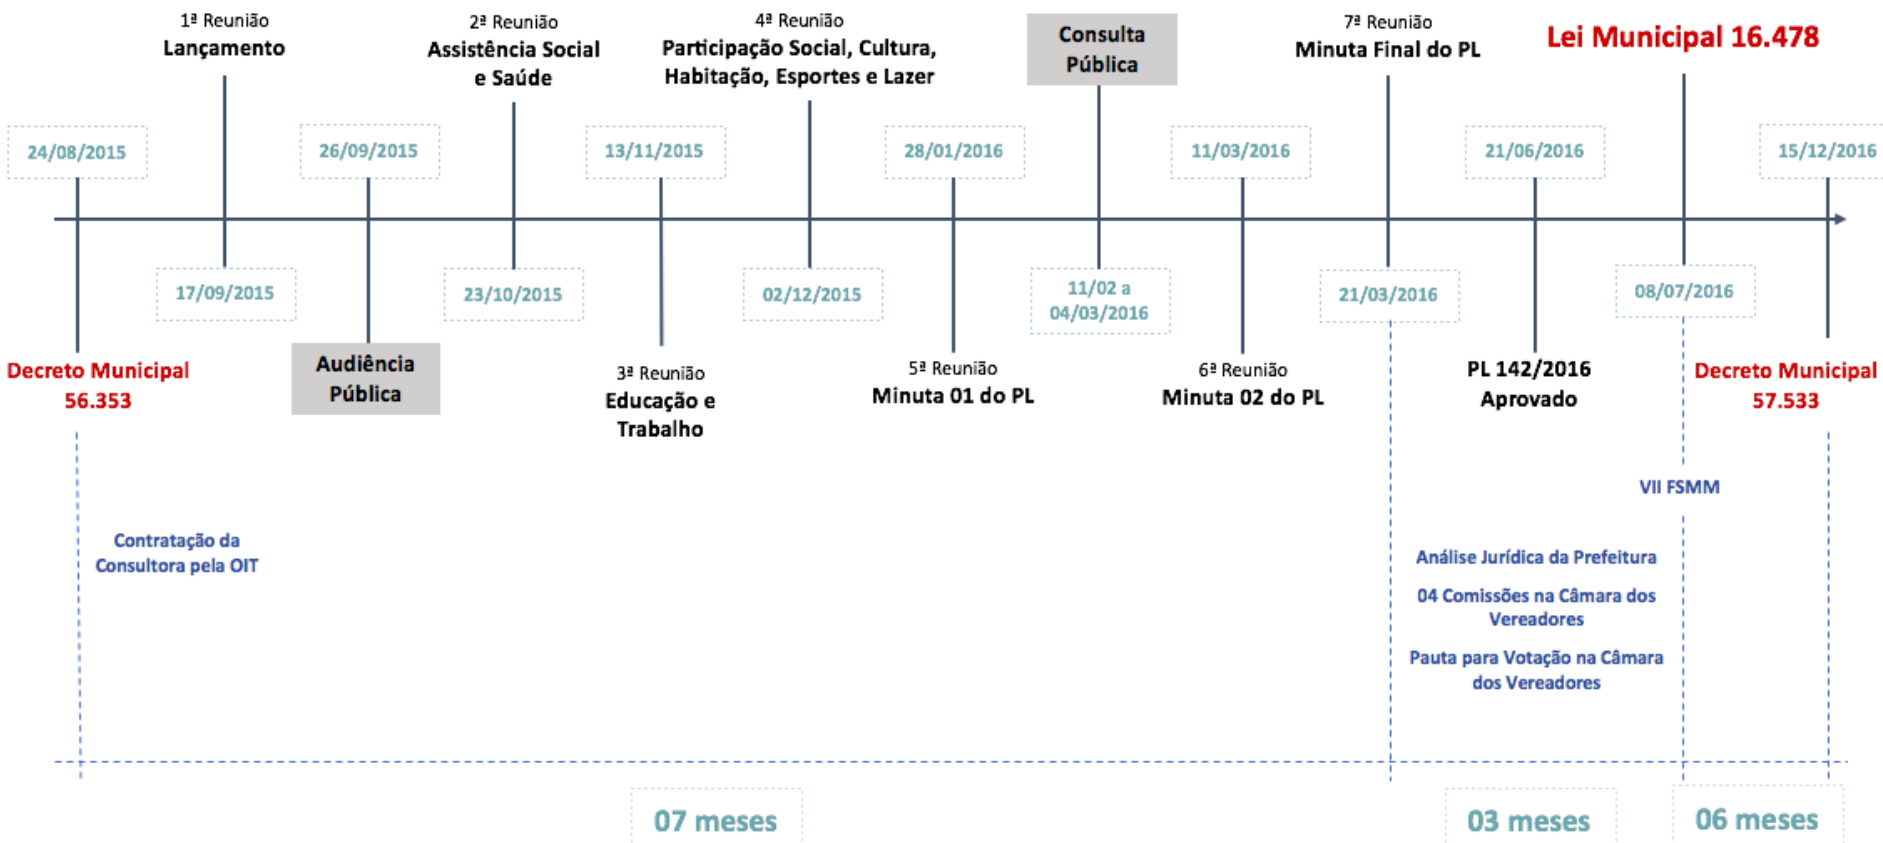 1ª Reunião
Lançamento
2ª Reunião
Assistência Social
e Saúde
4ª Reunião
Participação Social, Cultura,
Habitação, Esportes e Lazer
Consulta
Pública
7ª Reunião
Minuta Final do PL
Lei Municipal 16.478
24/08/2015
26/09/2015
13/11/2015
28/01/2016
11/03/2016
21/06/2016
15/12/2016
17/09/2015
23/10/2015
02/12/2015
11/02 a
04/03/2016
21/03/2016
08/07/2016
Decreto Municipal
56.353
Audiência
Pública
3ª Reunião
Educação e
Trabalho
5ª Reunião
Minuta 01 do PL
6ª Reunião
Minuta 02 do PL
PL 142/2016
Aprovado
Decreto Municipal
57.533
VII FSMM
Contratação da
Consultora pela OIT
Análise Jurídica da Prefeitura
04 Comissões na Câmara dos
Vereadores
Pauta para Votação na Câmara
dos Vereadores
07 meses
03 meses
06 meses